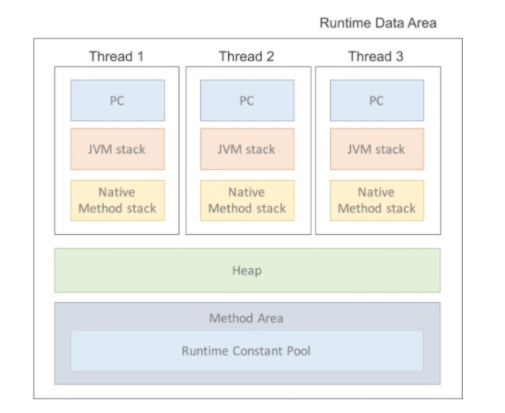 Runtime Data Area
Thread 1
Thread 2
Thread 3
PC
PC
PC
JVM stack
JVM stack
JVM stack
Native
Method stack
Native
Method stack
Native
Method stack
Heap
Method Area
Runtime Constant Pool